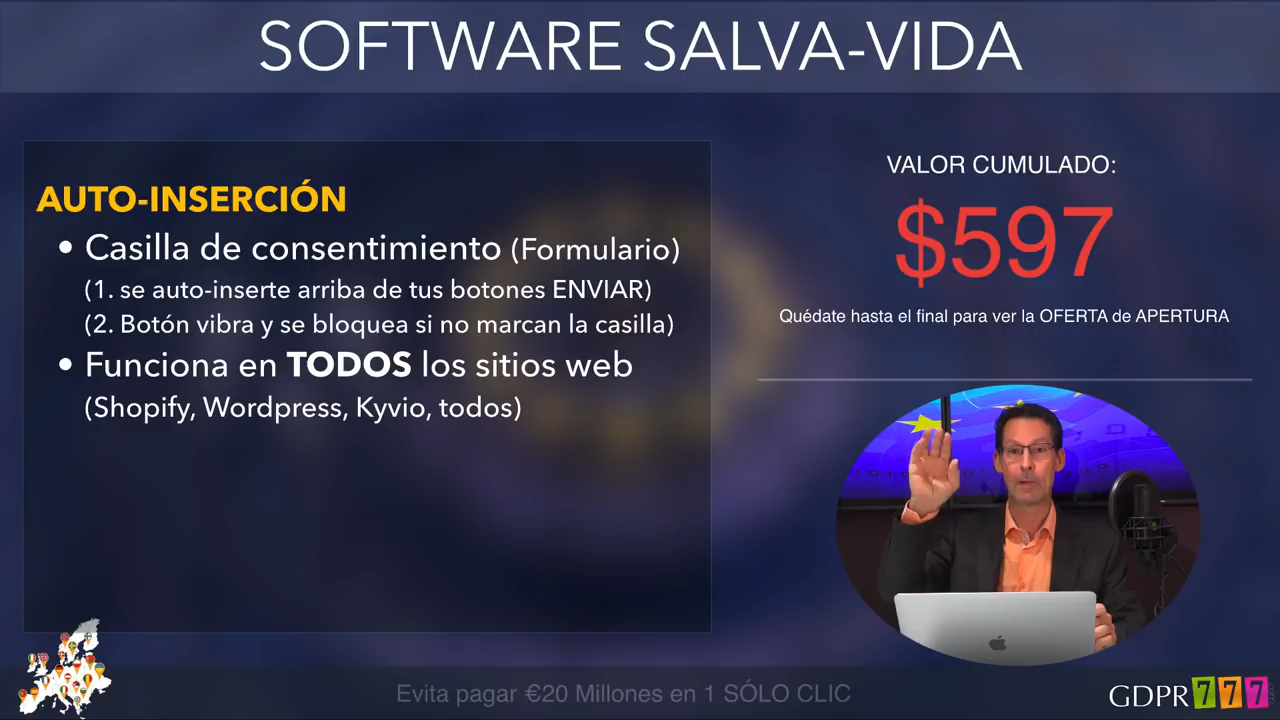 SOFTWARE SALVA-VIDA
AUTO-INSERCIÓN
• Casilla de consentimiento (Formulario)
(1. se auto-inserte arriba de tus botones ENVIAR)
(2. Botón vibra y se bloquea si no marcan la casilla)
• Funciona en TODOS los sitios web
(Shopify, Wordpress, Kyvio, todos)
VALOR CUMULADO:
$597
Quédate hasta el final para ver la OFERTA de APERTURA
Evita pagar €20 Millones en 1 SÓLO CLIC
GDPR777